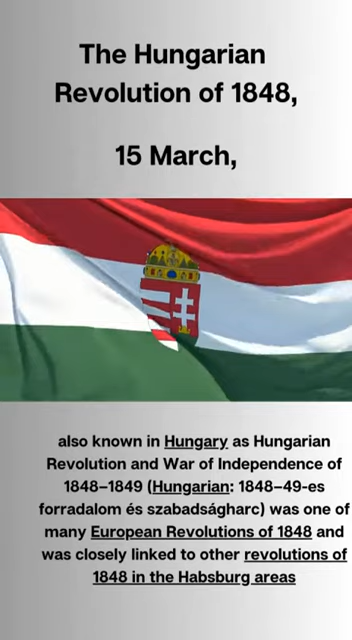 The Hungarian
Revolution of 1848,
15 March,
also known in Hungary as Hungarian
Revolution and War of Independence of
1848–1849 (Hungarian: 1848–49-es
forradalom és szabadságharc) was one of
many European Revolutions of 1848 and
was closely linked to other revolutions of
1848 in the Habsburg areas